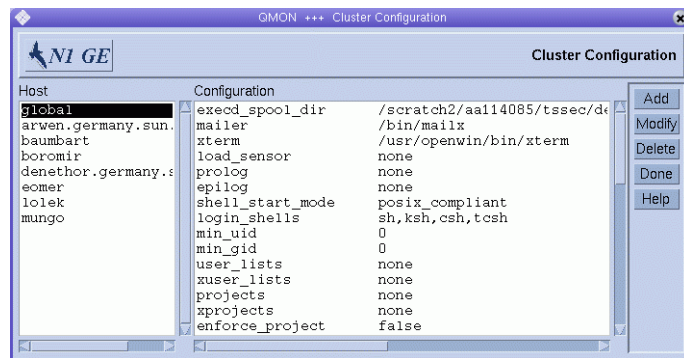 QMON +++ Cluster Configuration
N1 GE
Cluster Configuration
Host
global
arwen.germany.sun.
baumbart
boromir
denethor.germany.s
eomer
lolek
mungo
Configuration
execd_spool_dir /scratch2/aa114085/tssec/de
mailer /bin/mailx
xterm /usr/openwin/bin/xterm
load_sensor none
prolog none
epilog none
shell_start_mode posix_compliant
login_shells sh,ksh,csh,tcsh
min_uid 0
min_gid 0
user_lists none
xuser_lists none
projects none
xprojects none
enforce_project false
Add
Modify
Delete
Done
Help